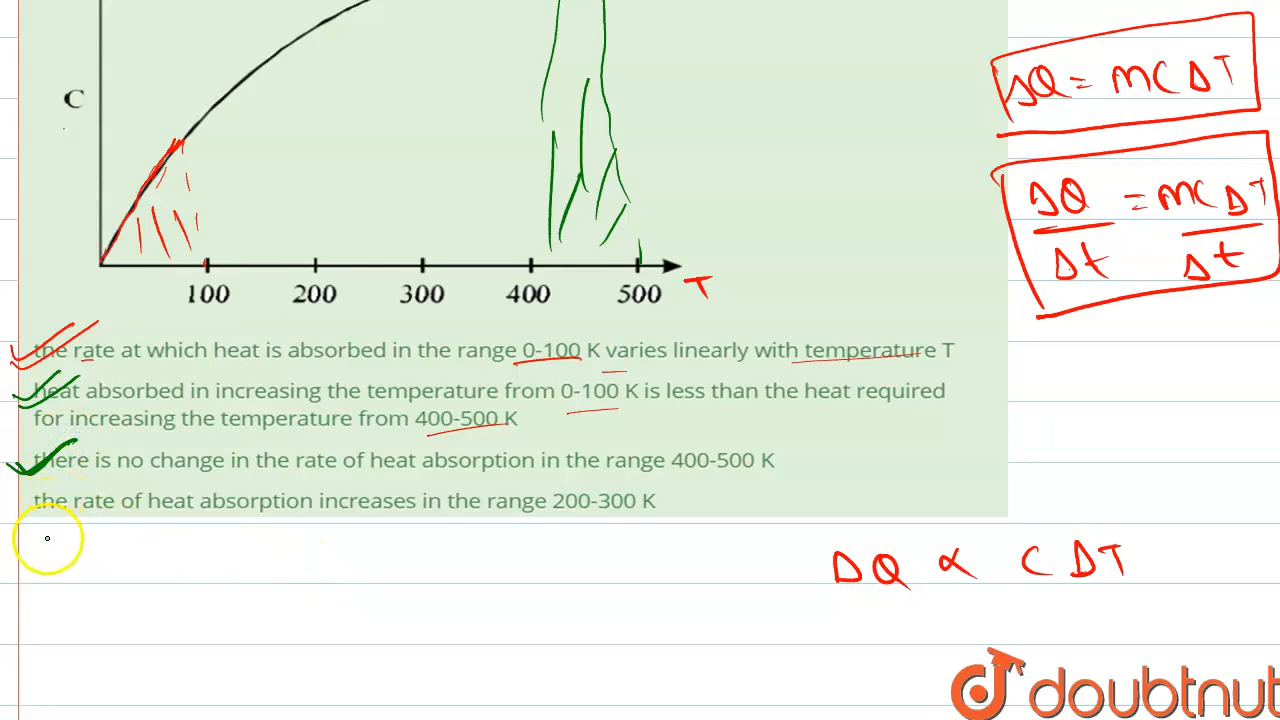 ΔQ = mCΔT
C
ΔQ/Δt = mCΔT/Δt
100 200 300 400 500 T
the rate at which heat is absorbed in the range 0-100 K varies linearly with temperature T
heat absorbed in increasing the temperature from 0-100 K is less than the heat required
for increasing the temperature from 400-500 K
there is no change in the rate of heat absorption in the range 400-500 K
the rate of heat absorption increases in the range 200-300 K
ΔQ ∝ CΔT
doubtnut